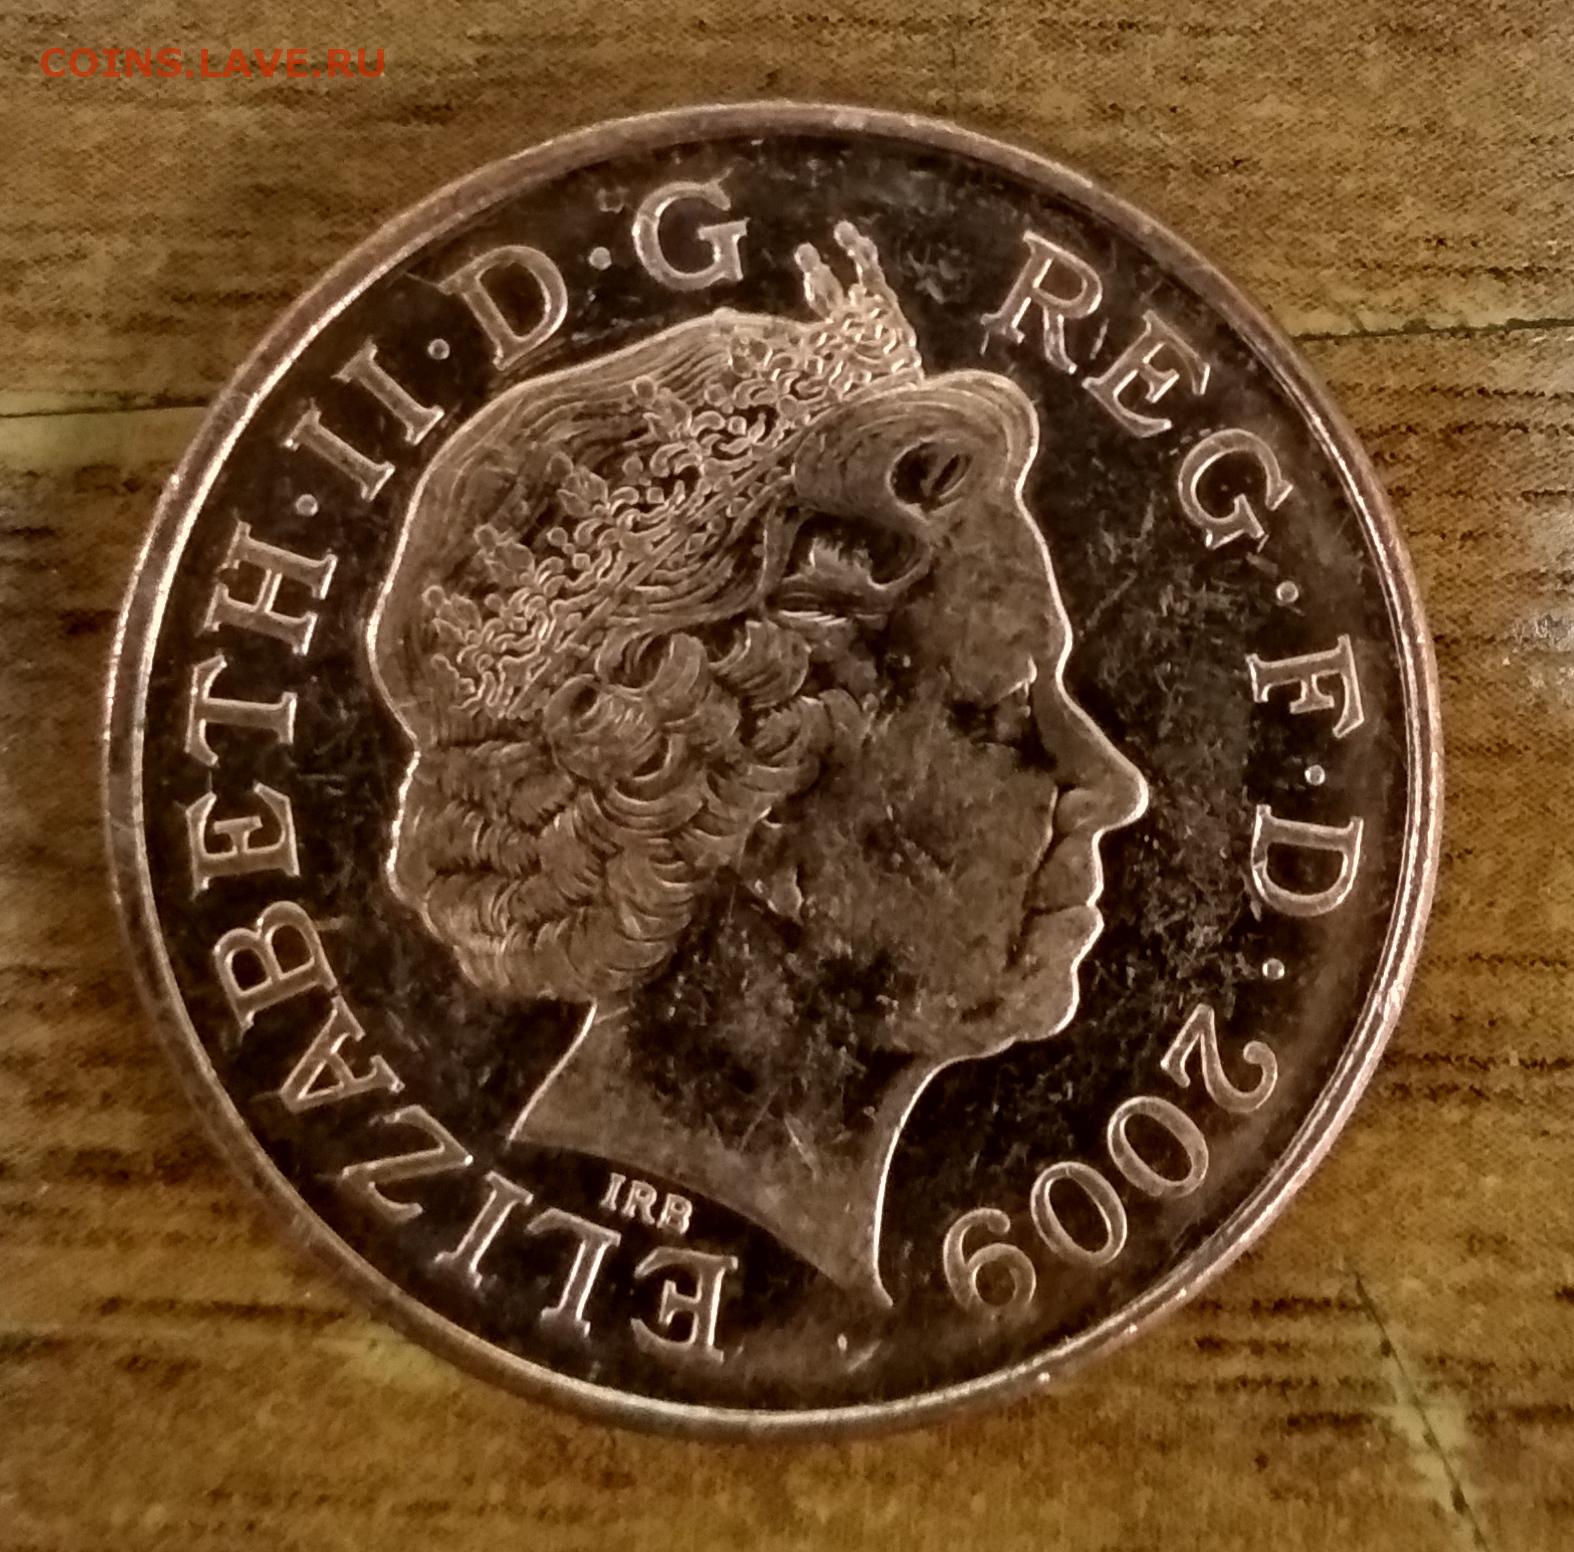 COINS.LAVE.RU
ELIZABETH·II·D·G REG·F·D·2009
IRB